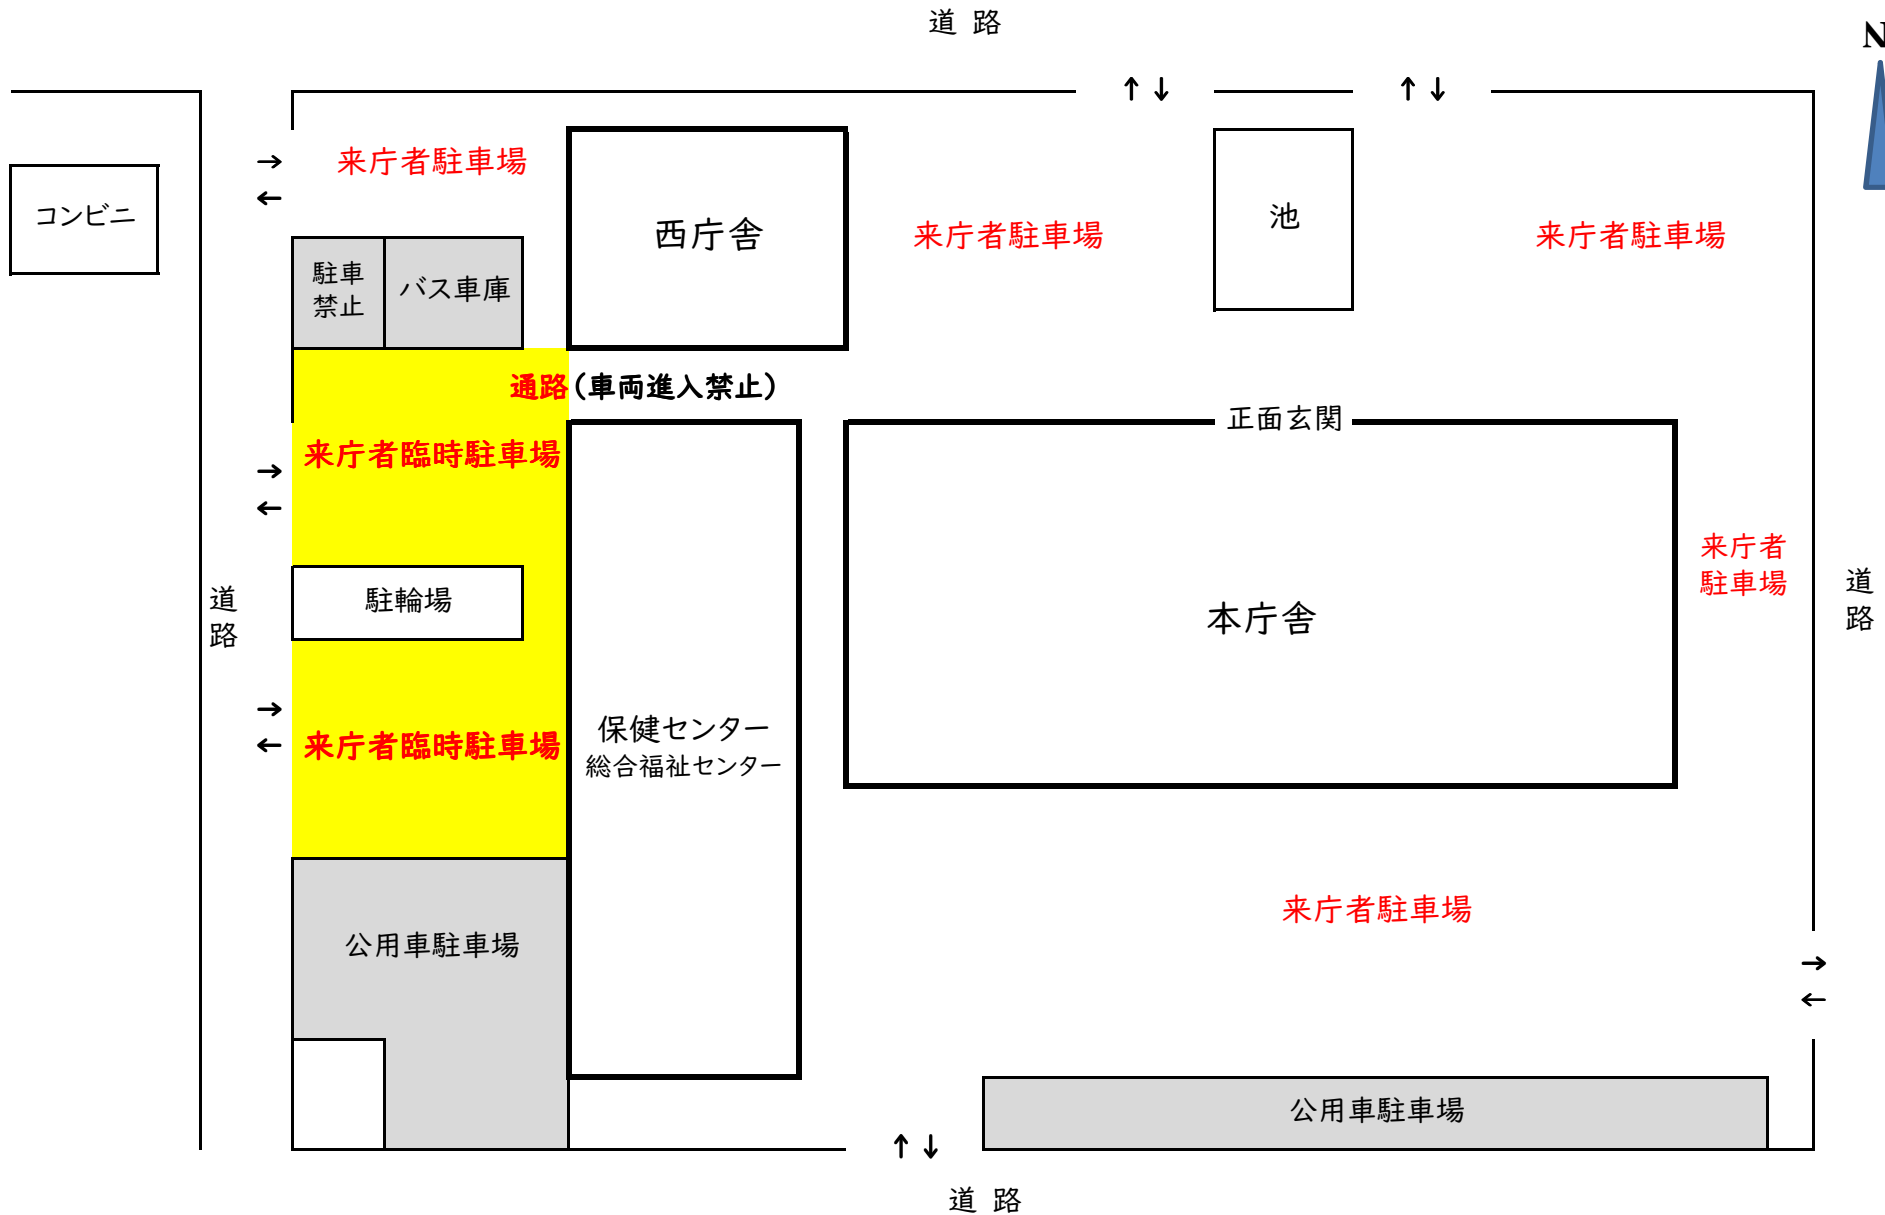 道 路
N
来庁者駐車場
コンビニ
西庁舎
池
来庁者駐車場
来庁者駐車場
駐車
禁止
バス車庫
通路(車両進入禁止)
正面玄関
来庁者臨時駐車場
来庁者
駐車場
道
路
駐輪場
道
路
本庁舎
来庁者臨時駐車場
保健センター
総合福祉センター
来庁者駐車場
公用車駐車場
公用車駐車場
道 路